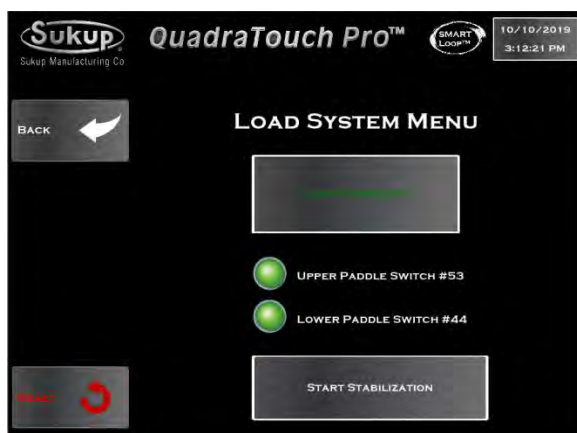 Sukup
Sukup Manufacturing Co
QuadraTouch Pro™
SMART
LOOP™
10/10/2019
3:12:21 PM
BACK
LOAD SYSTEM MENU
UPPER PADDLE SWITCH #53
LOWER PADDLE SWITCH #44
START STABILIZATION
RESET